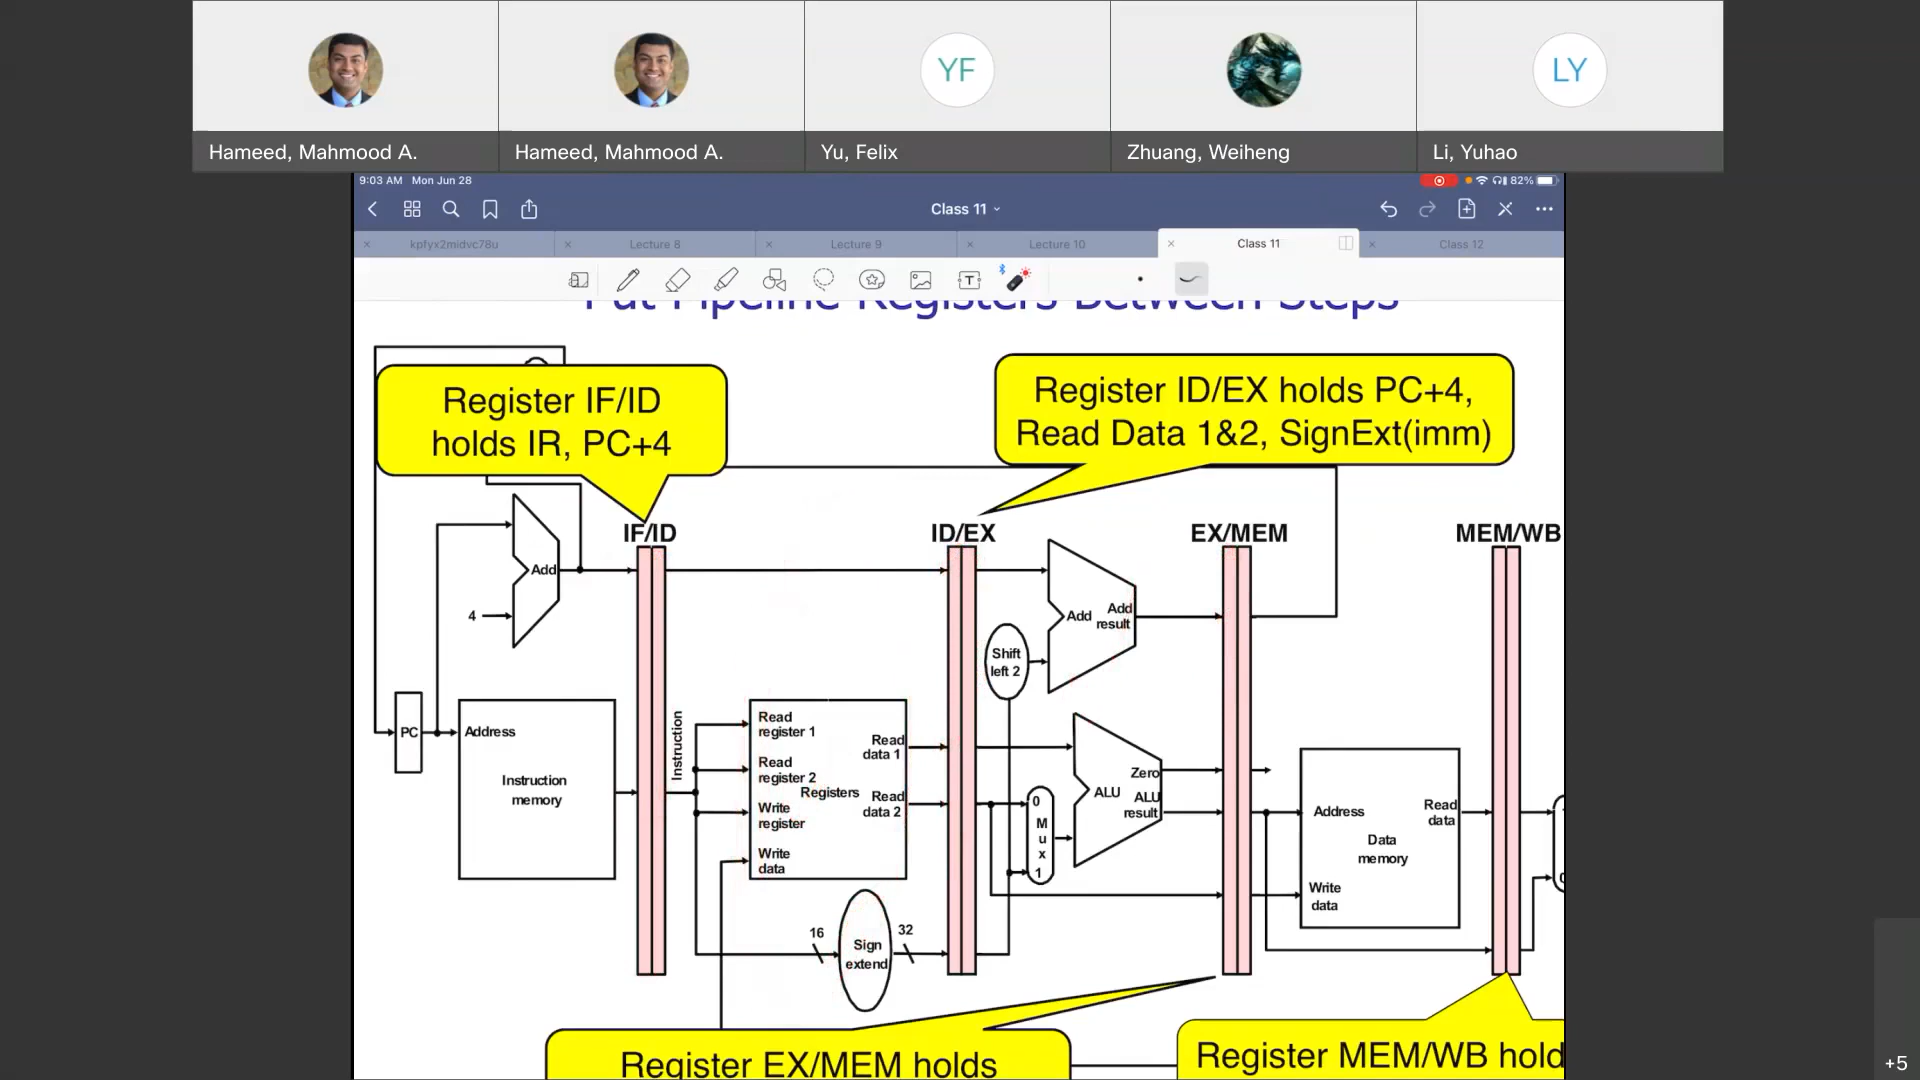 YF
LY
Hameed, Mahmood A.
Hameed, Mahmood A.
Yu, Felix
Zhuang, Weiheng
Li, Yuhao
9:03 AM Mon Jun 28
82%
Class 11
kpfyx2midvc78u
Lecture 8
Lecture 9
Lecture 10
Class 11
Class 12
T
Put Pipeline Registers Between Steps
Register IF/ID
holds IR, PC+4
Register ID/EX holds PC+4,
Read Data 1&2, SignExt(imm)
IF/ID
ID/EX
EX/MEM
MEM/WB
Add
4
Add
Add
result
Shift
left 2
PC
Address
Instruction
memory
Instruction
Read
register 1
Read
register 2
Write
register
Write
data
Registers
Read
data 1
Read
data 2
0
M
u
x
1
ALU
Zero
ALU
result
Address
Read
data
Data
memory
Write
data
16
Sign
extend
32
Register EX/MEM holds
Register MEM/WB hold
+5